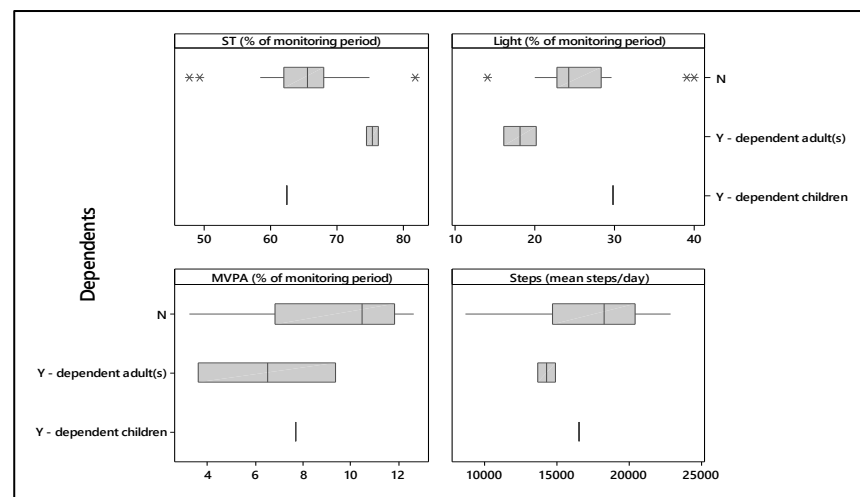 ST (% of monitoring period)
Light (% of monitoring period)
N
Y - dependent adult(s)
Y - dependent children
50 60 70 80
10 20 30 40
Dependents
MVPA (% of monitoring period)
Steps (mean steps/day)
N
Y - dependent adult(s)
Y - dependent children
4 6 8 10 12
10000 15000 20000 25000